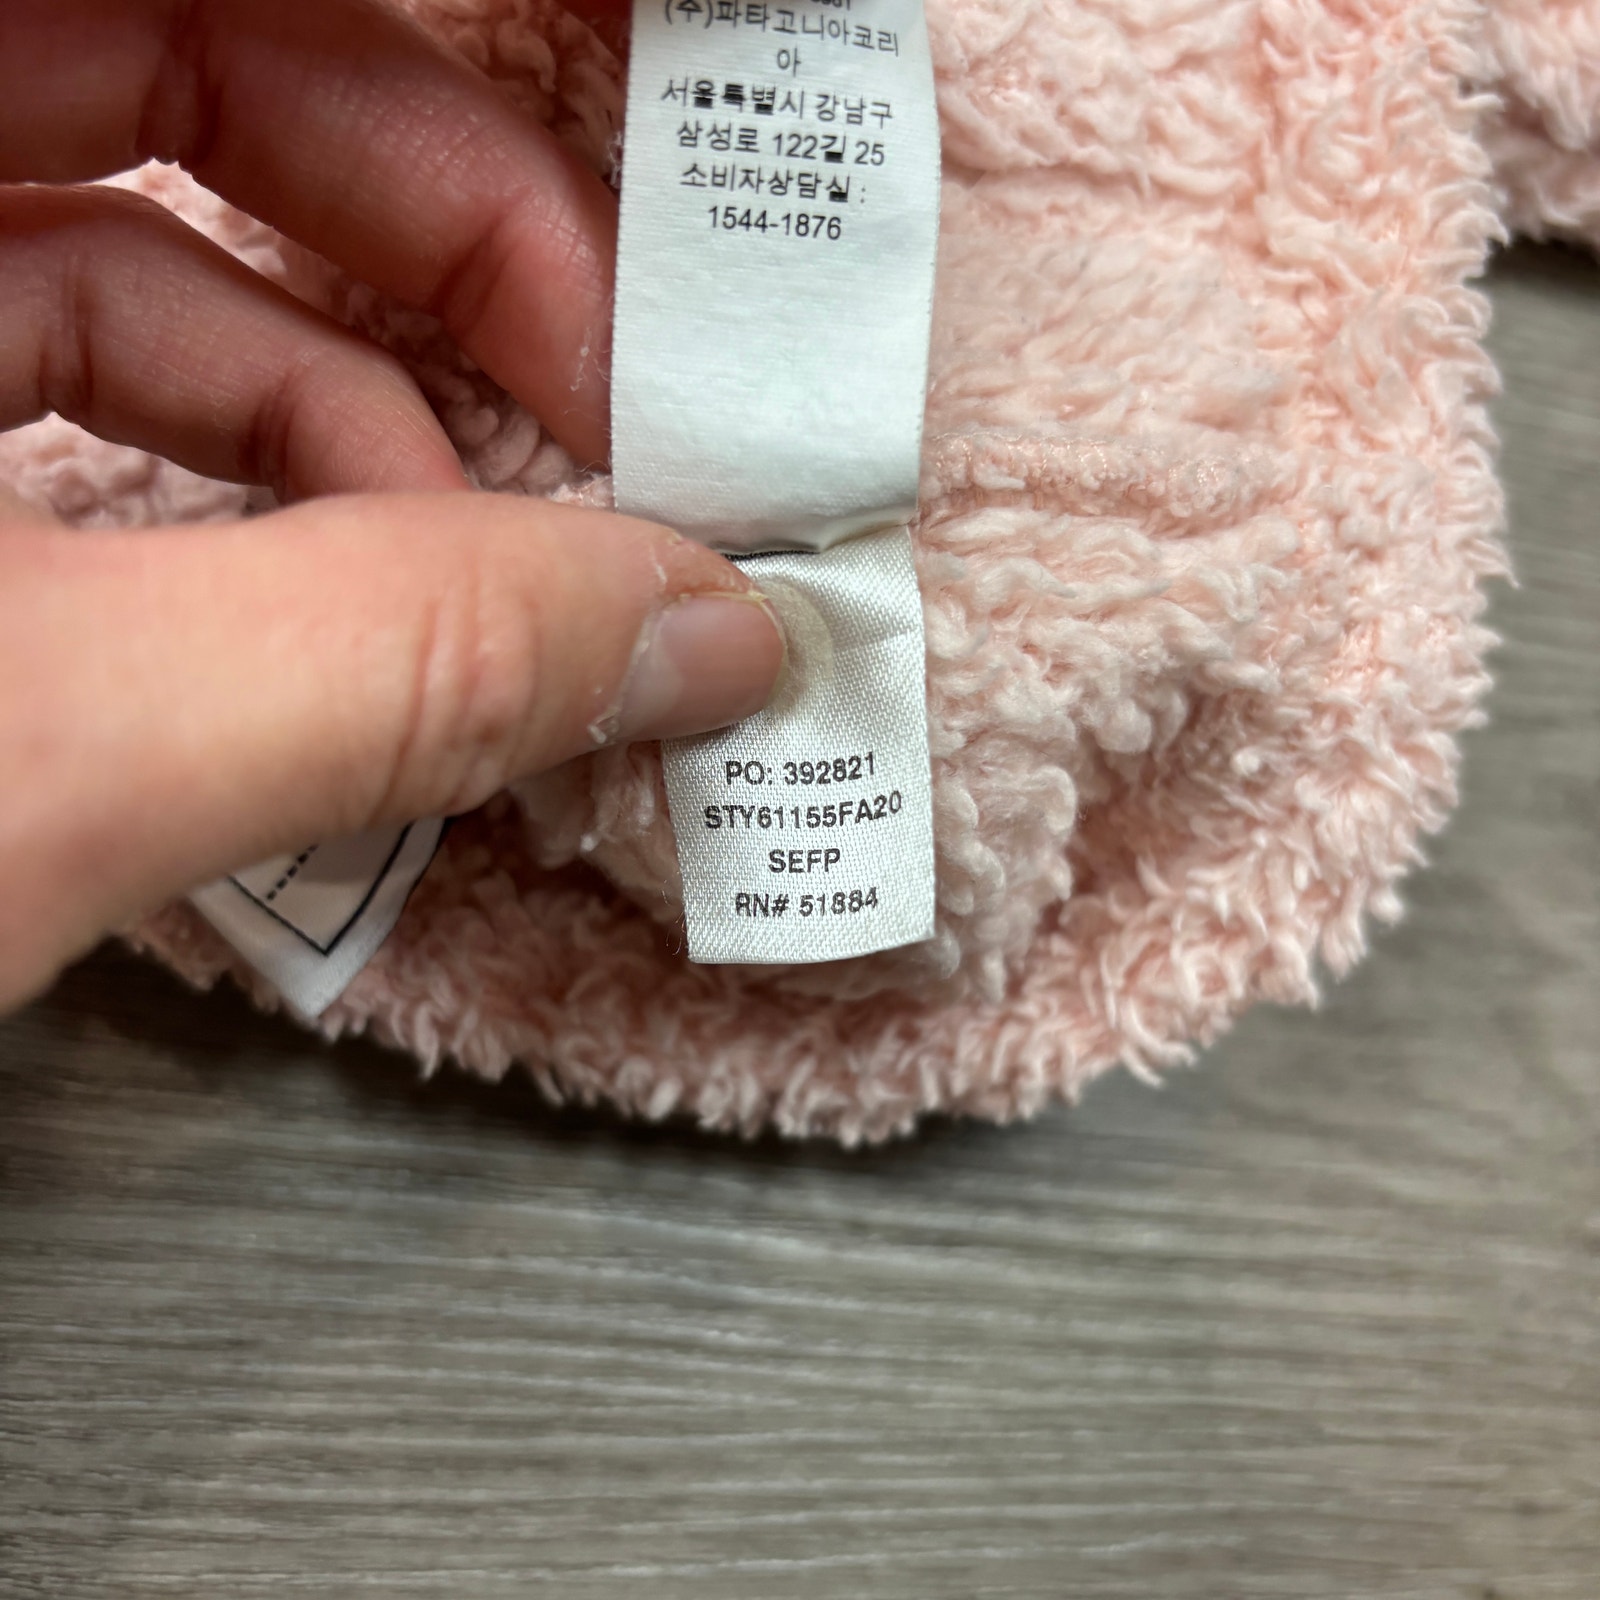 (주)파타고니아코리
아
서울특별시 강남구
삼성로 122길 25
소비자상담실 :
1544-1876
PO: 392821
STY61155FA20
SEFP
RN# 51884